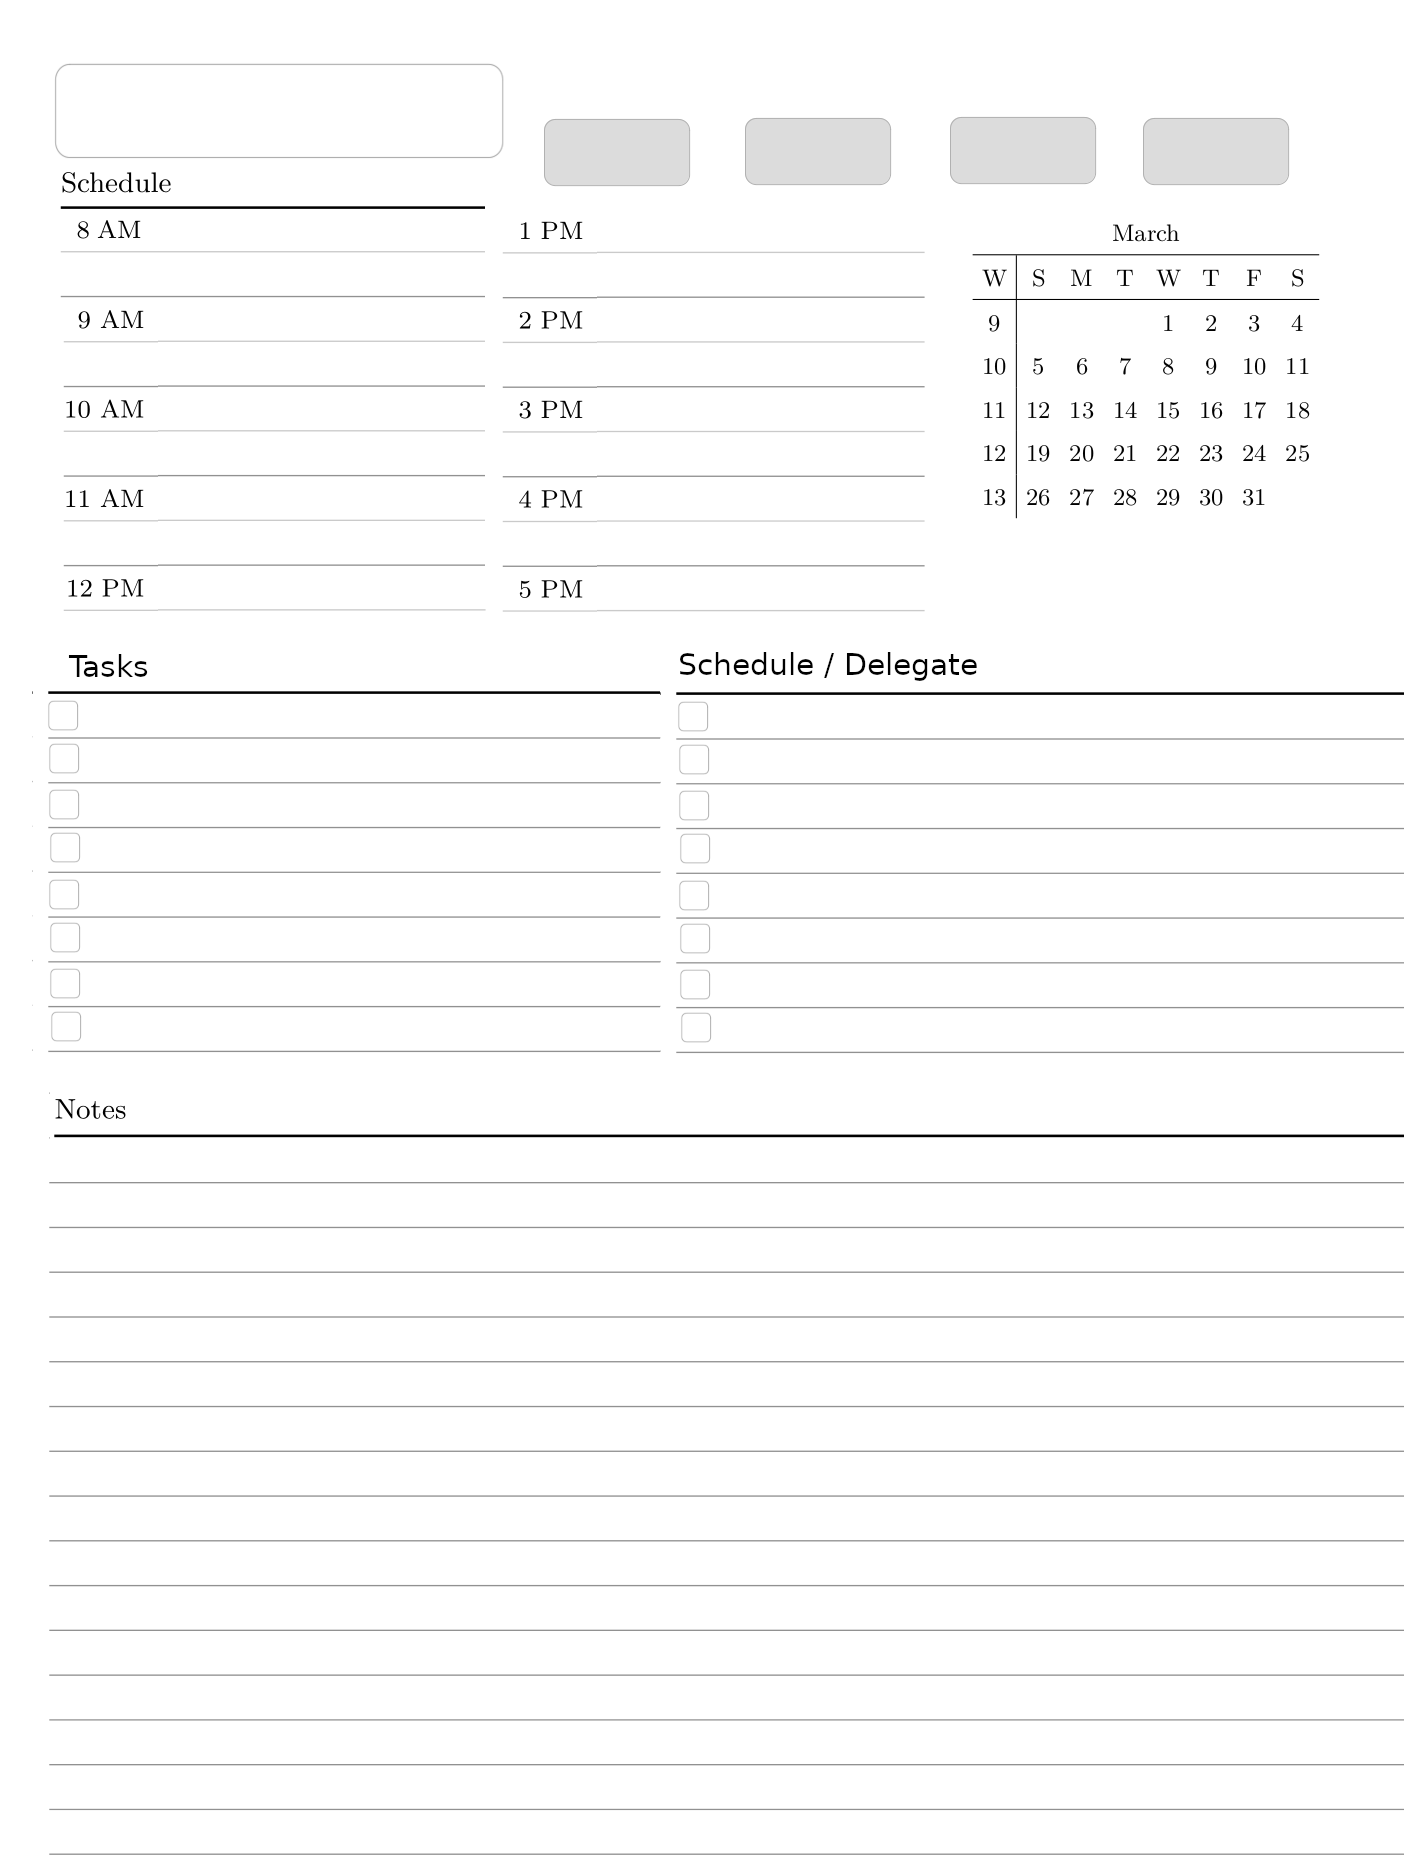 Schedule
8 AM
9 AM
10 AM
11 AM
12 PM
1 PM
2 PM
3 PM
4 PM
5 PM
March
W S M T W T F S
9 1 2 3 4
10 5 6 7 8 9 10 11
11 12 13 14 15 16 17 18
12 19 20 21 22 23 24 25
13 26 27 28 29 30 31
Tasks
Schedule / Delegate
Notes